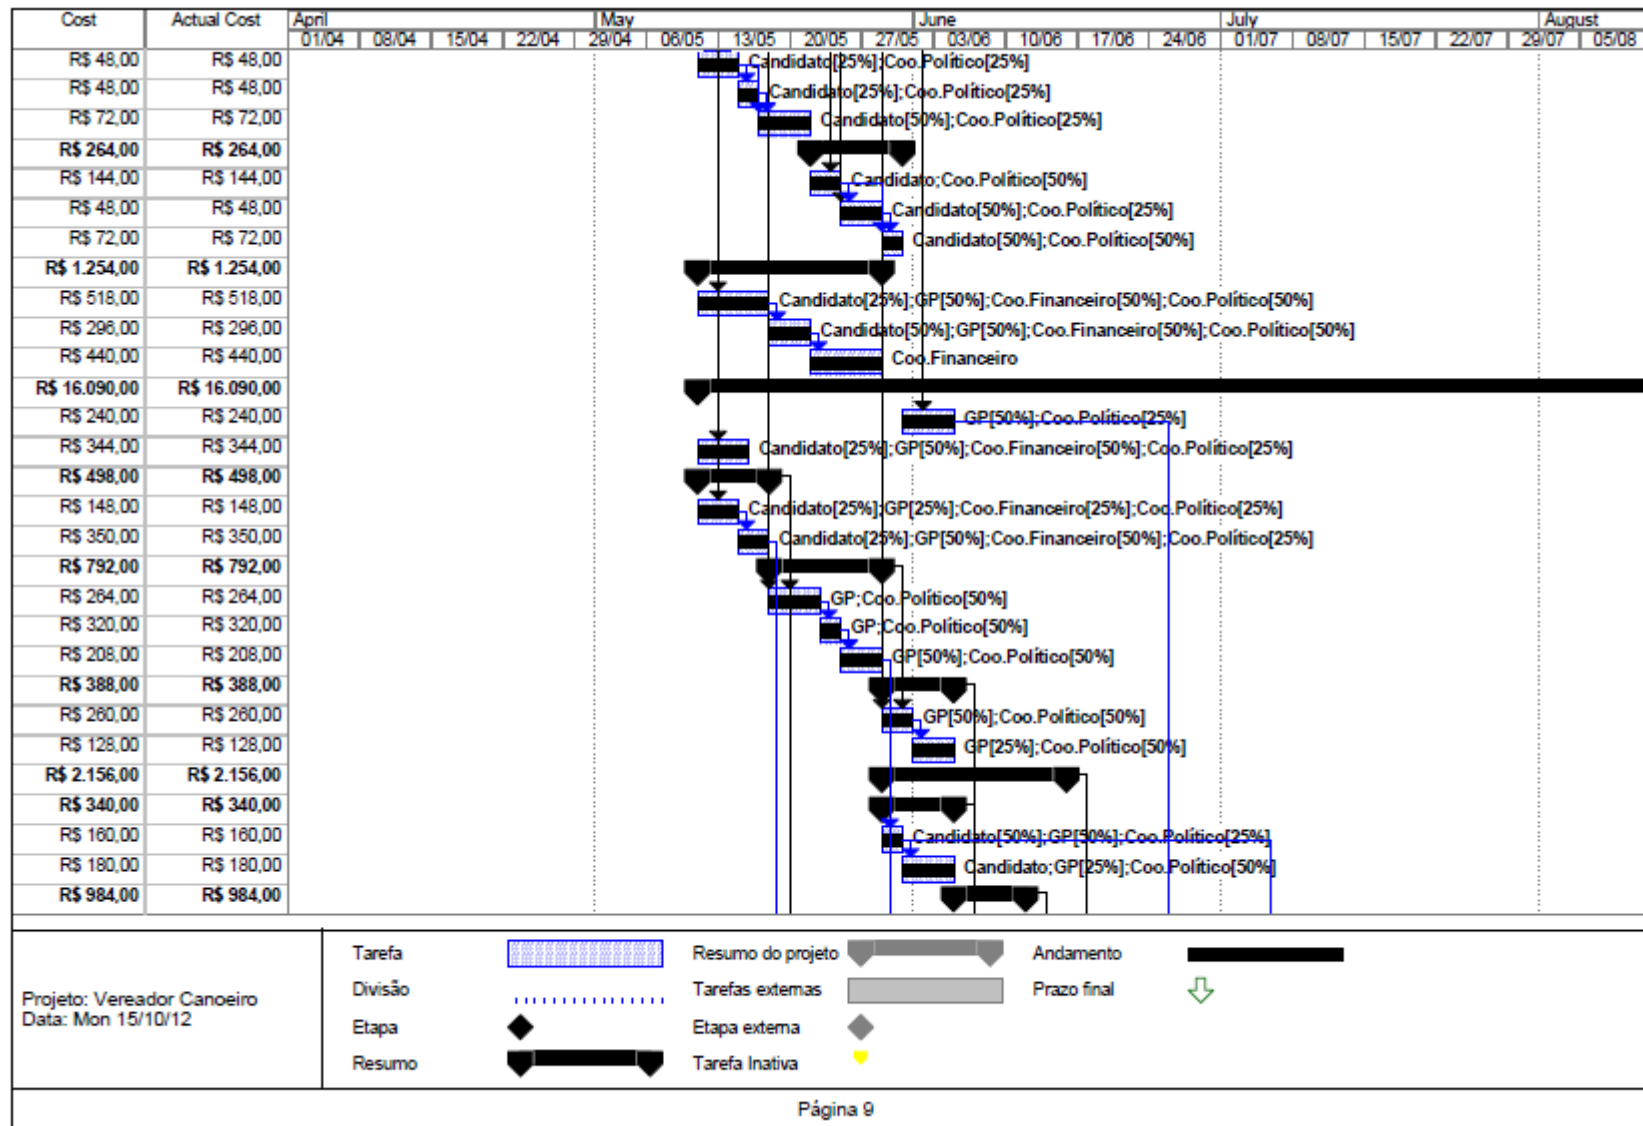 Cost Actual Cost April May June July August
01/04 08/04 15/04 22/04 29/04 06/05 13/05 20/05 27/05 03/06 10/06 17/06 24/06 01/07 08/07 15/07 22/07 29/07 05/08
R$ 48,00 R$ 48,00 Candidato[25%];Coo.Político[25%]
R$ 48,00 R$ 48,00 Candidato[25%];Coo.Político[25%]
R$ 72,00 R$ 72,00 Candidato[50%];Coo.Político[25%]
R$ 264,00 R$ 264,00
R$ 144,00 R$ 144,00 Candidato;Coo.Político[50%]
R$ 48,00 R$ 48,00 Candidato[50%];Coo.Político[25%]
R$ 72,00 R$ 72,00 Candidato[50%];Coo.Político[50%]
R$ 1.254,00 R$ 1.254,00
R$ 518,00 R$ 518,00 Candidato[25%];GP[50%];Coo.Financeiro[50%];Coo.Político[50%]
R$ 296,00 R$ 296,00 Candidato[50%];GP[50%];Coo.Financeiro[50%];Coo.Político[50%]
R$ 440,00 R$ 440,00 Coo.Financeiro
R$ 16.090,00 R$ 16.090,00
R$ 240,00 R$ 240,00 GP[50%];Coo.Político[25%]
R$ 344,00 R$ 344,00 Candidato[25%];GP[50%];Coo.Financeiro[50%];Coo.Político[25%]
R$ 498,00 R$ 498,00
R$ 148,00 R$ 148,00 Candidato[25%];GP[25%];Coo.Financeiro[25%];Coo.Político[25%]
R$ 350,00 R$ 350,00 Candidato[25%];GP[50%];Coo.Financeiro[50%];Coo.Político[25%]
R$ 792,00 R$ 792,00
R$ 264,00 R$ 264,00 GP;Coo.Político[50%]
R$ 320,00 R$ 320,00 GP;Coo.Político[50%]
R$ 208,00 R$ 208,00 GP[50%];Coo.Político[50%]
R$ 388,00 R$ 388,00
R$ 260,00 R$ 260,00 GP[50%];Coo.Político[50%]
R$ 128,00 R$ 128,00 GP[25%];Coo.Político[50%]
R$ 2.156,00 R$ 2.156,00
R$ 340,00 R$ 340,00
R$ 160,00 R$ 160,00 Candidato[50%];GP[50%];Coo.Político[25%]
R$ 180,00 R$ 180,00 Candidato;GP[25%];Coo.Político[50%]
R$ 984,00 R$ 984,00
Projeto: Vereador Canoeiro
Data: Mon 15/10/12
Tarefa Resumo do projeto Andamento
Divisão Tarefas externas Prazo final
Etapa Etapa externa
Resumo Tarefa Inativa
Página 9